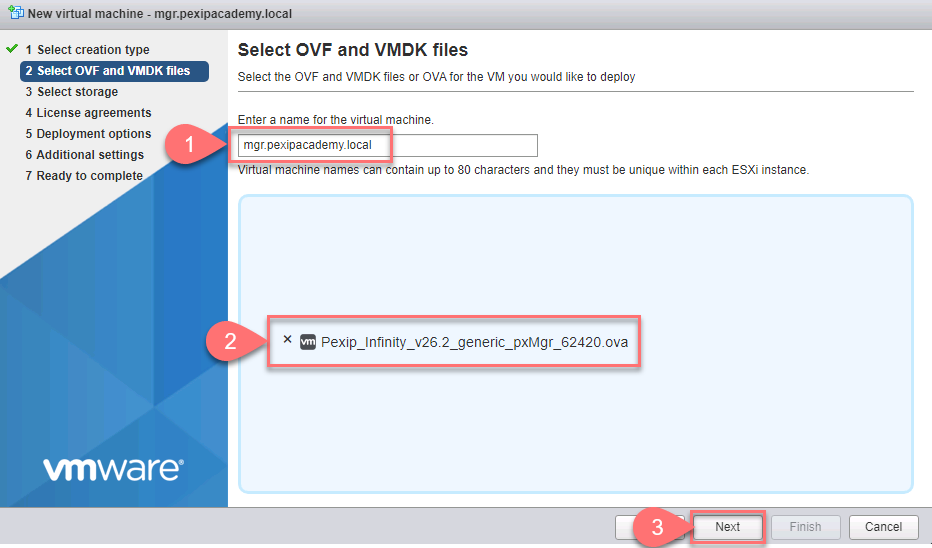 New virtual machine - mgr.pexipacademy.local
1 Select creation type
2 Select OVF and VMDK files
3 Select storage
4 License agreements
5 Deployment options
6 Additional settings
7 Ready to complete
vmware®
Select OVF and VMDK files
Select the OVF and VMDK files or OVA for the VM you would like to deploy
Enter a name for the virtual machine.
1
mgr.pexipacademy.local
Virtual machine names can contain up to 80 characters and they must be unique within each ESXi instance.
2
× vm Pexip_Infinity_v26.2_generic_pxMgr_62420.ova
3
Next
Finish
Cancel